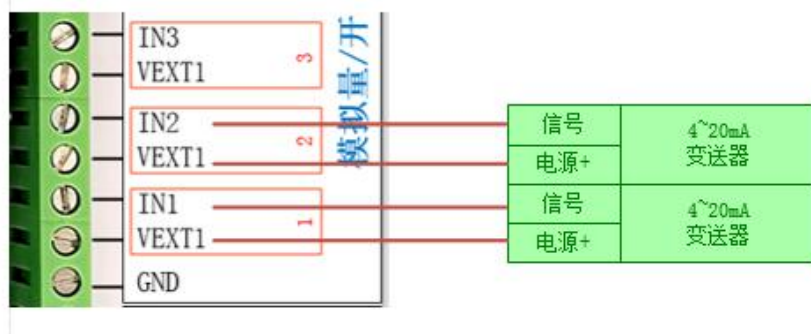 IN3
VEXT1
3
IN2
VEXT1
2
IN1
VEXT1
1
GND
模拟量/开
信号
电源+
4~20mA
变送器
信号
电源+
4~20mA
变送器